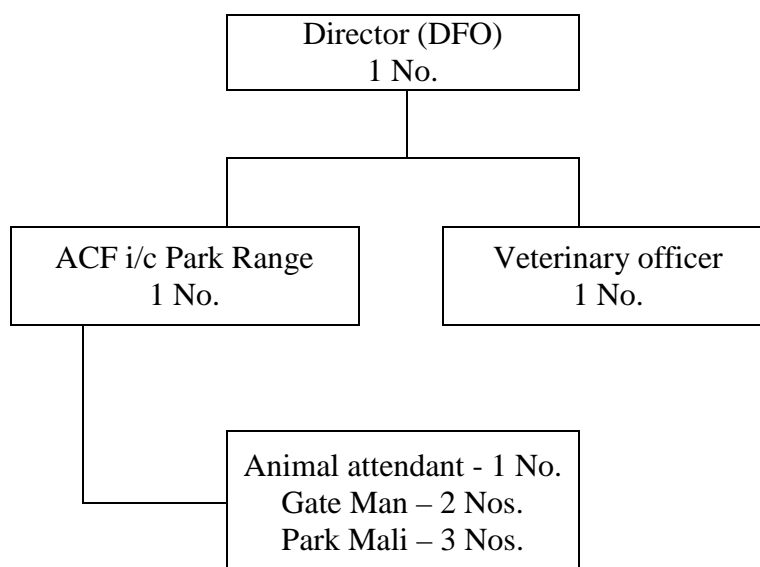 Director (DFO)
1 No.
ACF i/c Park Range
1 No.
Veterinary officer
1 No.
Animal attendant - 1 No.
Gate Man – 2 Nos.
Park Mali – 3 Nos.